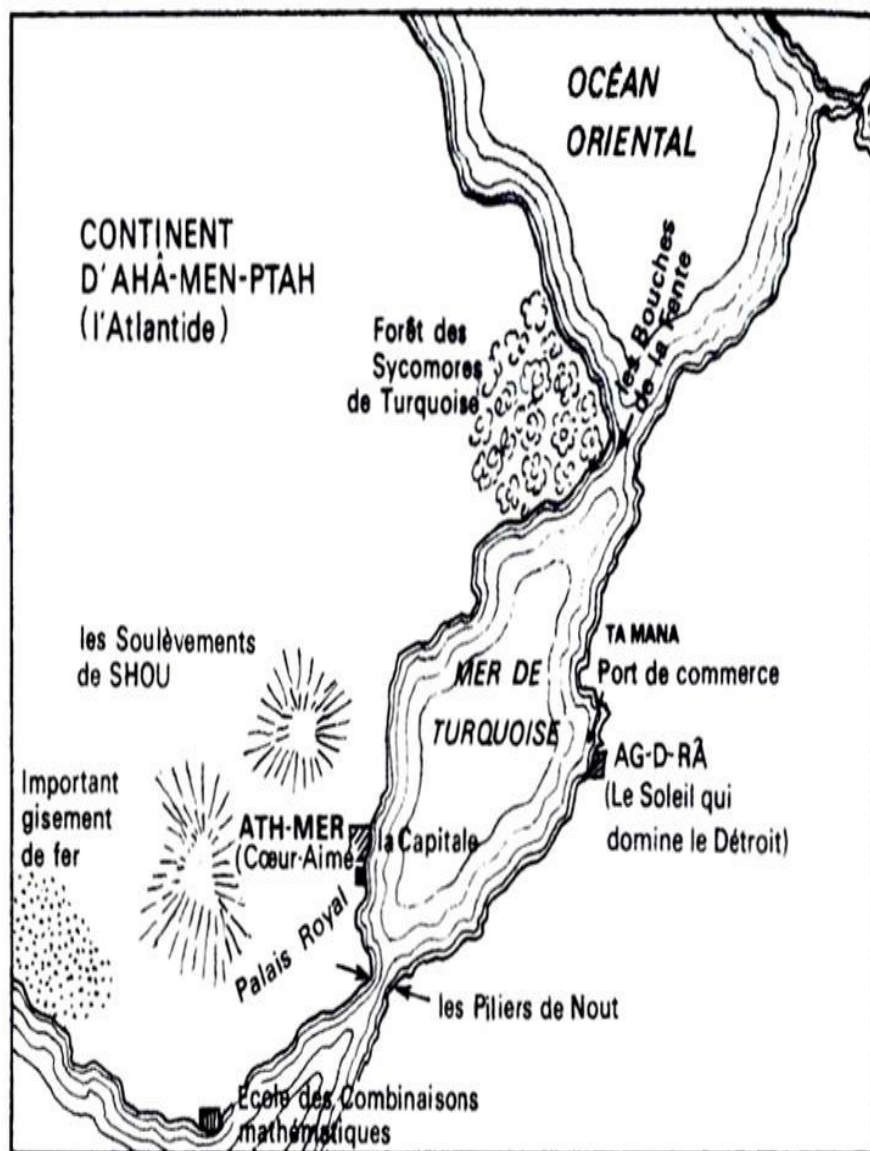 OCÉAN
ORIENTAL
CONTINENT
D'AHÂ-MEN-PTAH
(l'Atlantide)
les Bouches
de la Fente
Forêt des
Sycomores
de Turquoise
TA MANA
Port de commerce
les Soulèvements
de SHOU
MER DE
TURQUOISE
AG-D-RÂ
(Le Soleil qui
domine le Détroit)
Important
gisement
de fer
ATH-MER
(Cœur-Aimé
la Capitale
Palais Royal
les Piliers de Nout
Ecole des Combinaisons
mathématiques